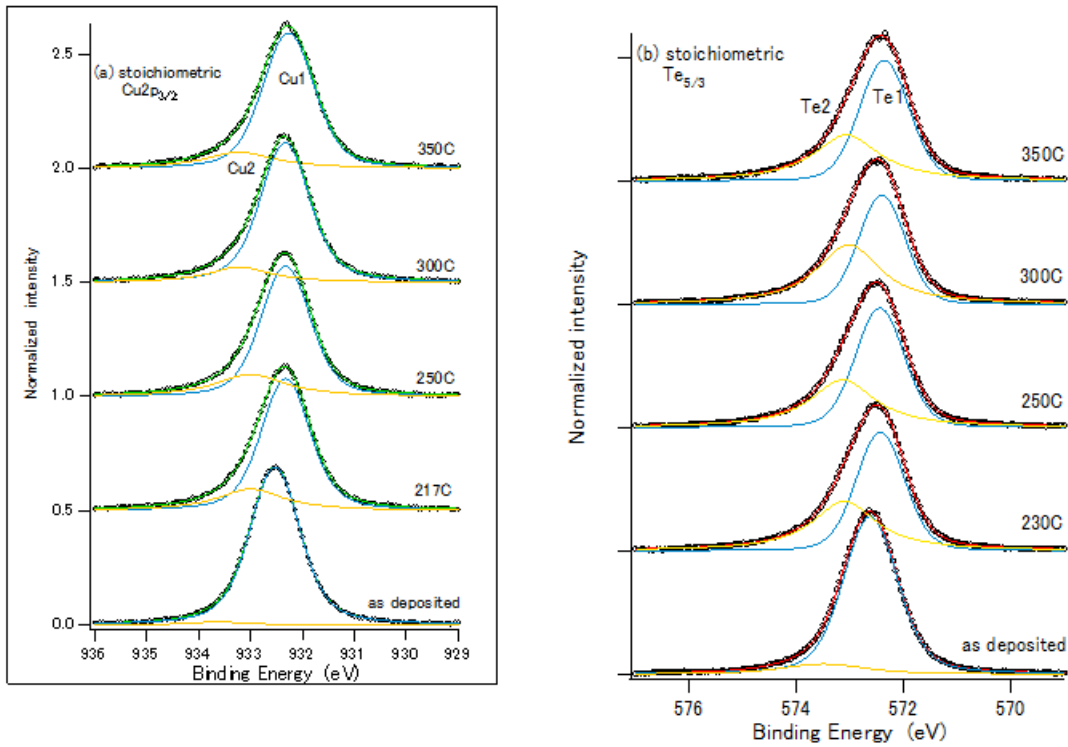 (a) stoichiometric
Cu2p3/2
2.5
2.0
1.5
1.0
0.5
0.0
Normalized intensity
Cu1
Cu2
350C
300C
250C
217C
as deposited
936 935 934 933 932 931 930 929
Binding Energy (eV)
(b) stoichiometric
Te5/3
Te2
Te1
350C
300C
250C
230C
as deposited
Normalized intensity
576 574 572 570
Binding Energy (eV)